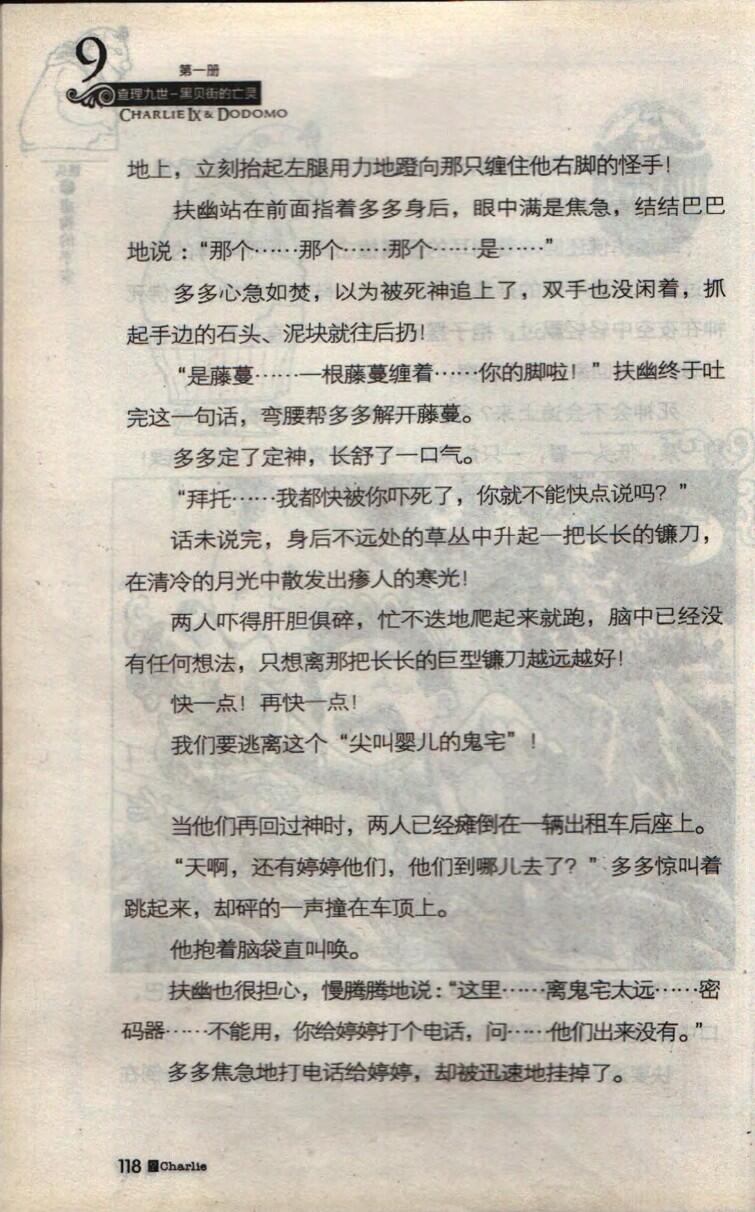 9
第一册
查理九世-黑贝街的亡灵
CHARLIE IX & DODOMO
地上，立刻抬起左腿用力地蹬向那只缠住他右脚的怪手！
扶幽站在前面指着多多身后，眼中满是焦急，结结巴巴
地说：“那个……那个……那个……是……”
多多心急如焚，以为被死神追上了，双手也没闲着，抓
起手边的石头、泥块就往后扔！
“是藤蔓……一根藤蔓缠着……你的脚啦！”扶幽终于吐
完这一句话，弯腰帮多多解开藤蔓。
多多定了定神，长舒了一口气。
“拜托……我都快被你吓死了，你就不能快点说吗？”
话未说完，身后不远处的草丛中升起一把长长的镰刀，
在清冷的月光中散发出瘆人的寒光！
两人吓得肝胆俱碎，忙不迭地爬起来就跑，脑中已经没
有任何想法，只想离那把长长的巨型镰刀越远越好！
快一点！再快一点！
我们要逃离这个“尖叫婴儿的鬼宅”！
当他们再回过神时，两人已经瘫倒在一辆出租车后座上。
“天啊，还有婷婷他们，他们到哪儿去了？”多多惊叫着
跳起来，却砰的一声撞在车顶上。
他抱着脑袋直叫唤。
扶幽也很担心，慢腾腾地说：“这里……离鬼宅太远……密
码器……不能用，你给婷婷打个电话，问……他们出来没有。”
多多焦急地打电话给婷婷，却被迅速地挂掉了。
118 Charlie